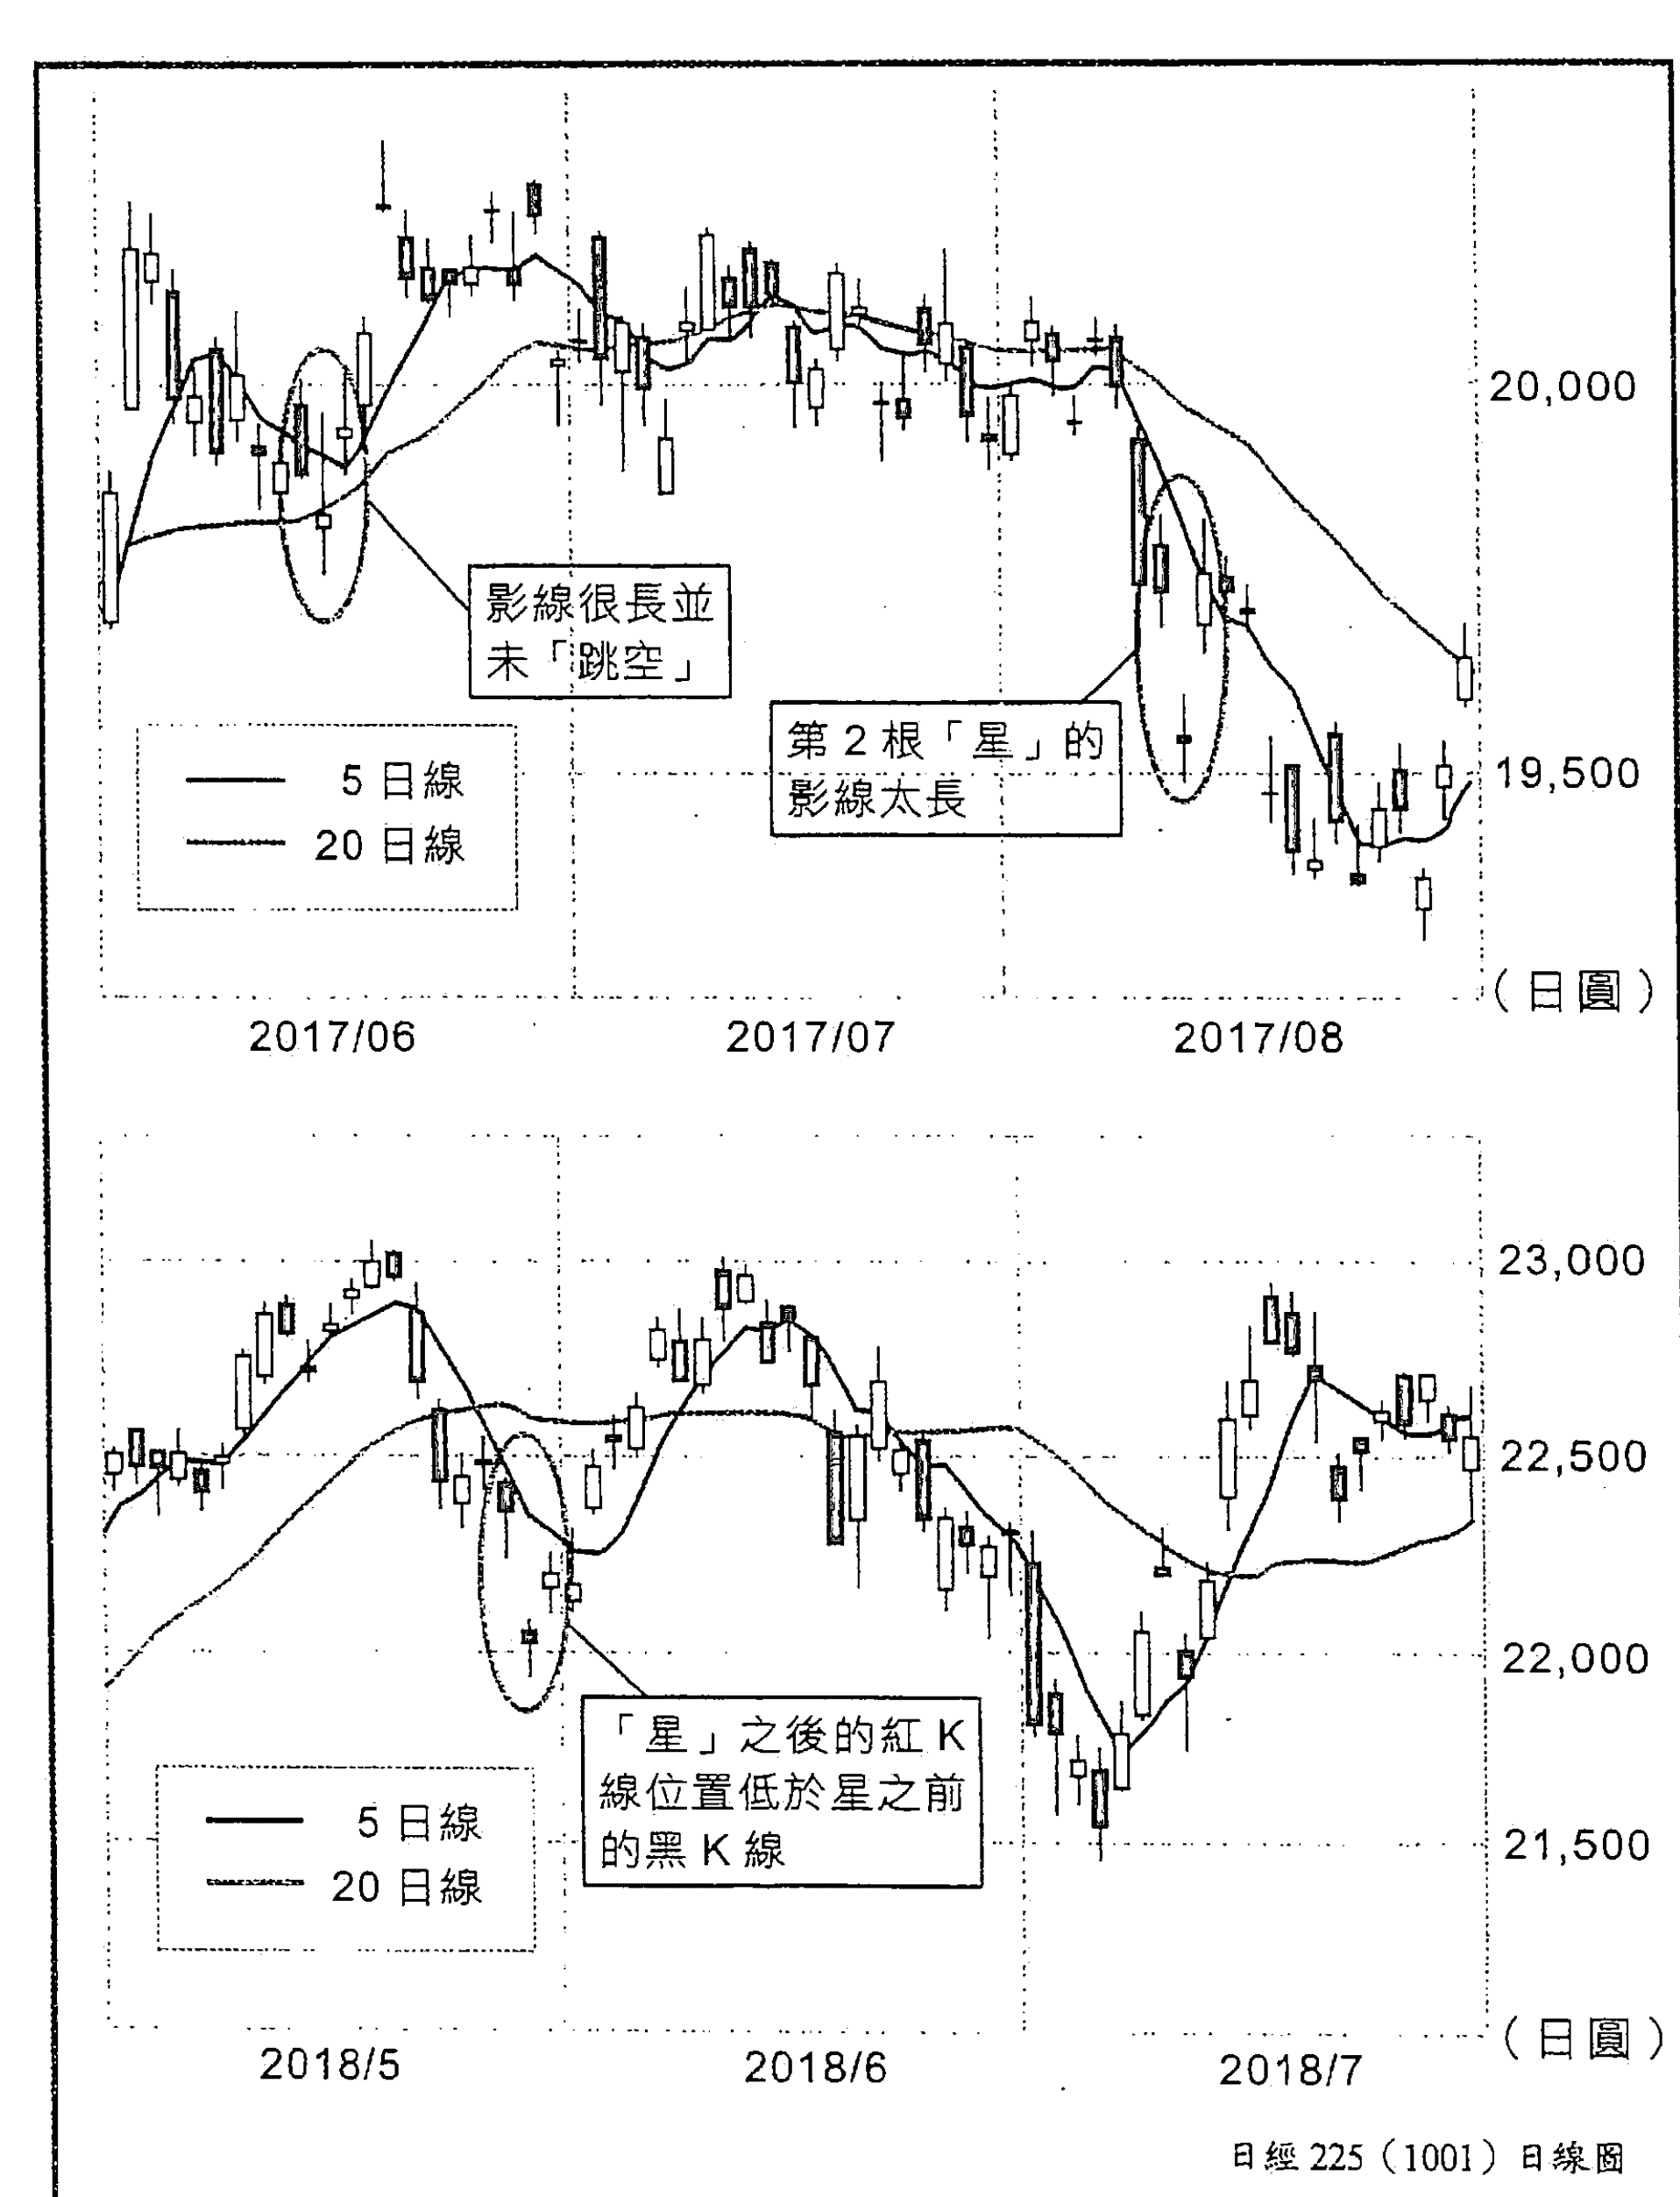 20,000
影線很長並
未「跳空」
第 2 根「星」的
影線太長
5 日線
20 日線
19,500
（日圓）
2017/06
2017/07
2017/08
23,000
22,500
22,000
「星」之後的紅 K
線位置低於星之前
的黑 K 線
5 日線
20 日線
21,500
（日圓）
2018/5
2018/6
2018/7
日經 225（1001）日線圖